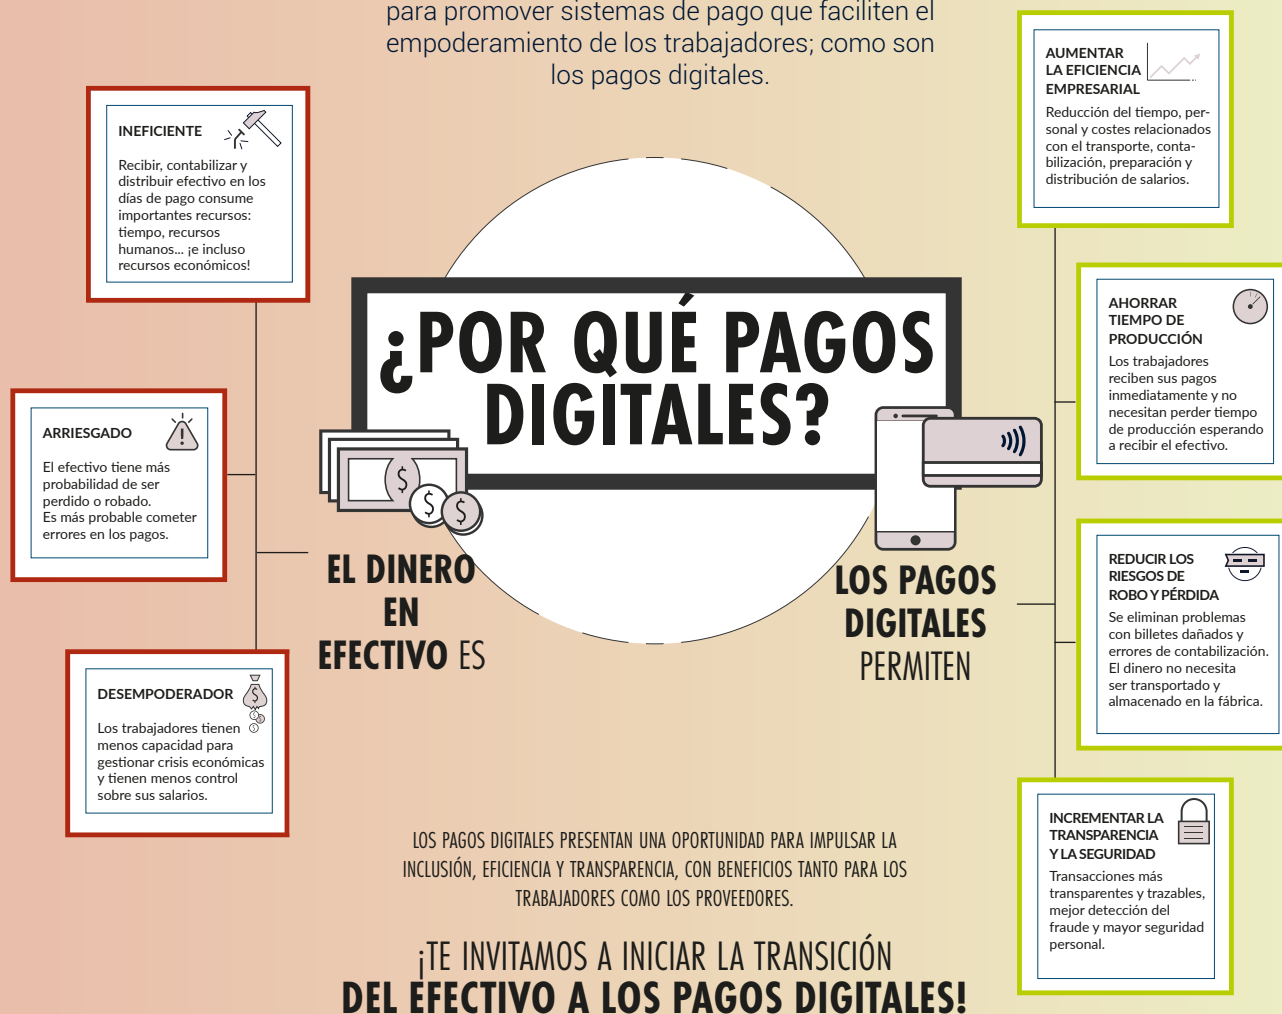 para promover sistemas de pago que faciliten el
empoderamiento de los trabajadores; como son
los pagos digitales.
INEFICIENTE
Recibir, contabilizar y
distribuir efectivo en los
días de pago consume
importantes recursos:
tiempo, recursos
humanos... ¡e incluso
recursos económicos!
ARRIESGADO
El efectivo tiene más
probabilidad de ser
perdido o robado.
Es más probable cometer
errores en los pagos.
DESEMPODERADOR
Los trabajadores tienen
menos capacidad para
gestionar crisis económicas
y tienen menos control
sobre sus salarios.
¿POR QUÉ PAGOS
DIGITALES?
EL DINERO
EN
EFECTIVO ES
LOS PAGOS
DIGITALES
PERMITEN
AUMENTAR
LA EFICIENCIA
EMPRESARIAL
Reducción del tiempo, per-
sonal y costes relacionados
con el transporte, conta-
bilización, preparación y
distribución de salarios.
AHORRAR
TIEMPO DE
PRODUCCIÓN
Los trabajadores
reciben sus pagos
inmediatamente y no
necesitan perder tiempo
de producción esperando
a recibir el efectivo.
REDUCIR LOS
RIESGOS DE
ROBO Y PÉRDIDA
Se eliminan problemas
con billetes dañados y
errores de contabilización.
El dinero no necesita
ser transportado y
almacenado en la fábrica.
INCREMENTAR LA
TRANSPARENCIA
Y LA SEGURIDAD
Transacciones más
transparentes y trazables,
mejor detección del
fraude y mayor seguridad
personal.
LOS PAGOS DIGITALES PRESENTAN UNA OPORTUNIDAD PARA IMPULSAR LA
INCLUSIÓN, EFICIENCIA Y TRANSPARENCIA, CON BENEFICIOS TANTO PARA LOS
TRABAJADORES COMO LOS PROVEEDORES.
¡TE INVITAMOS A INICIAR LA TRANSICIÓN
DEL EFECTIVO A LOS PAGOS DIGITALES!